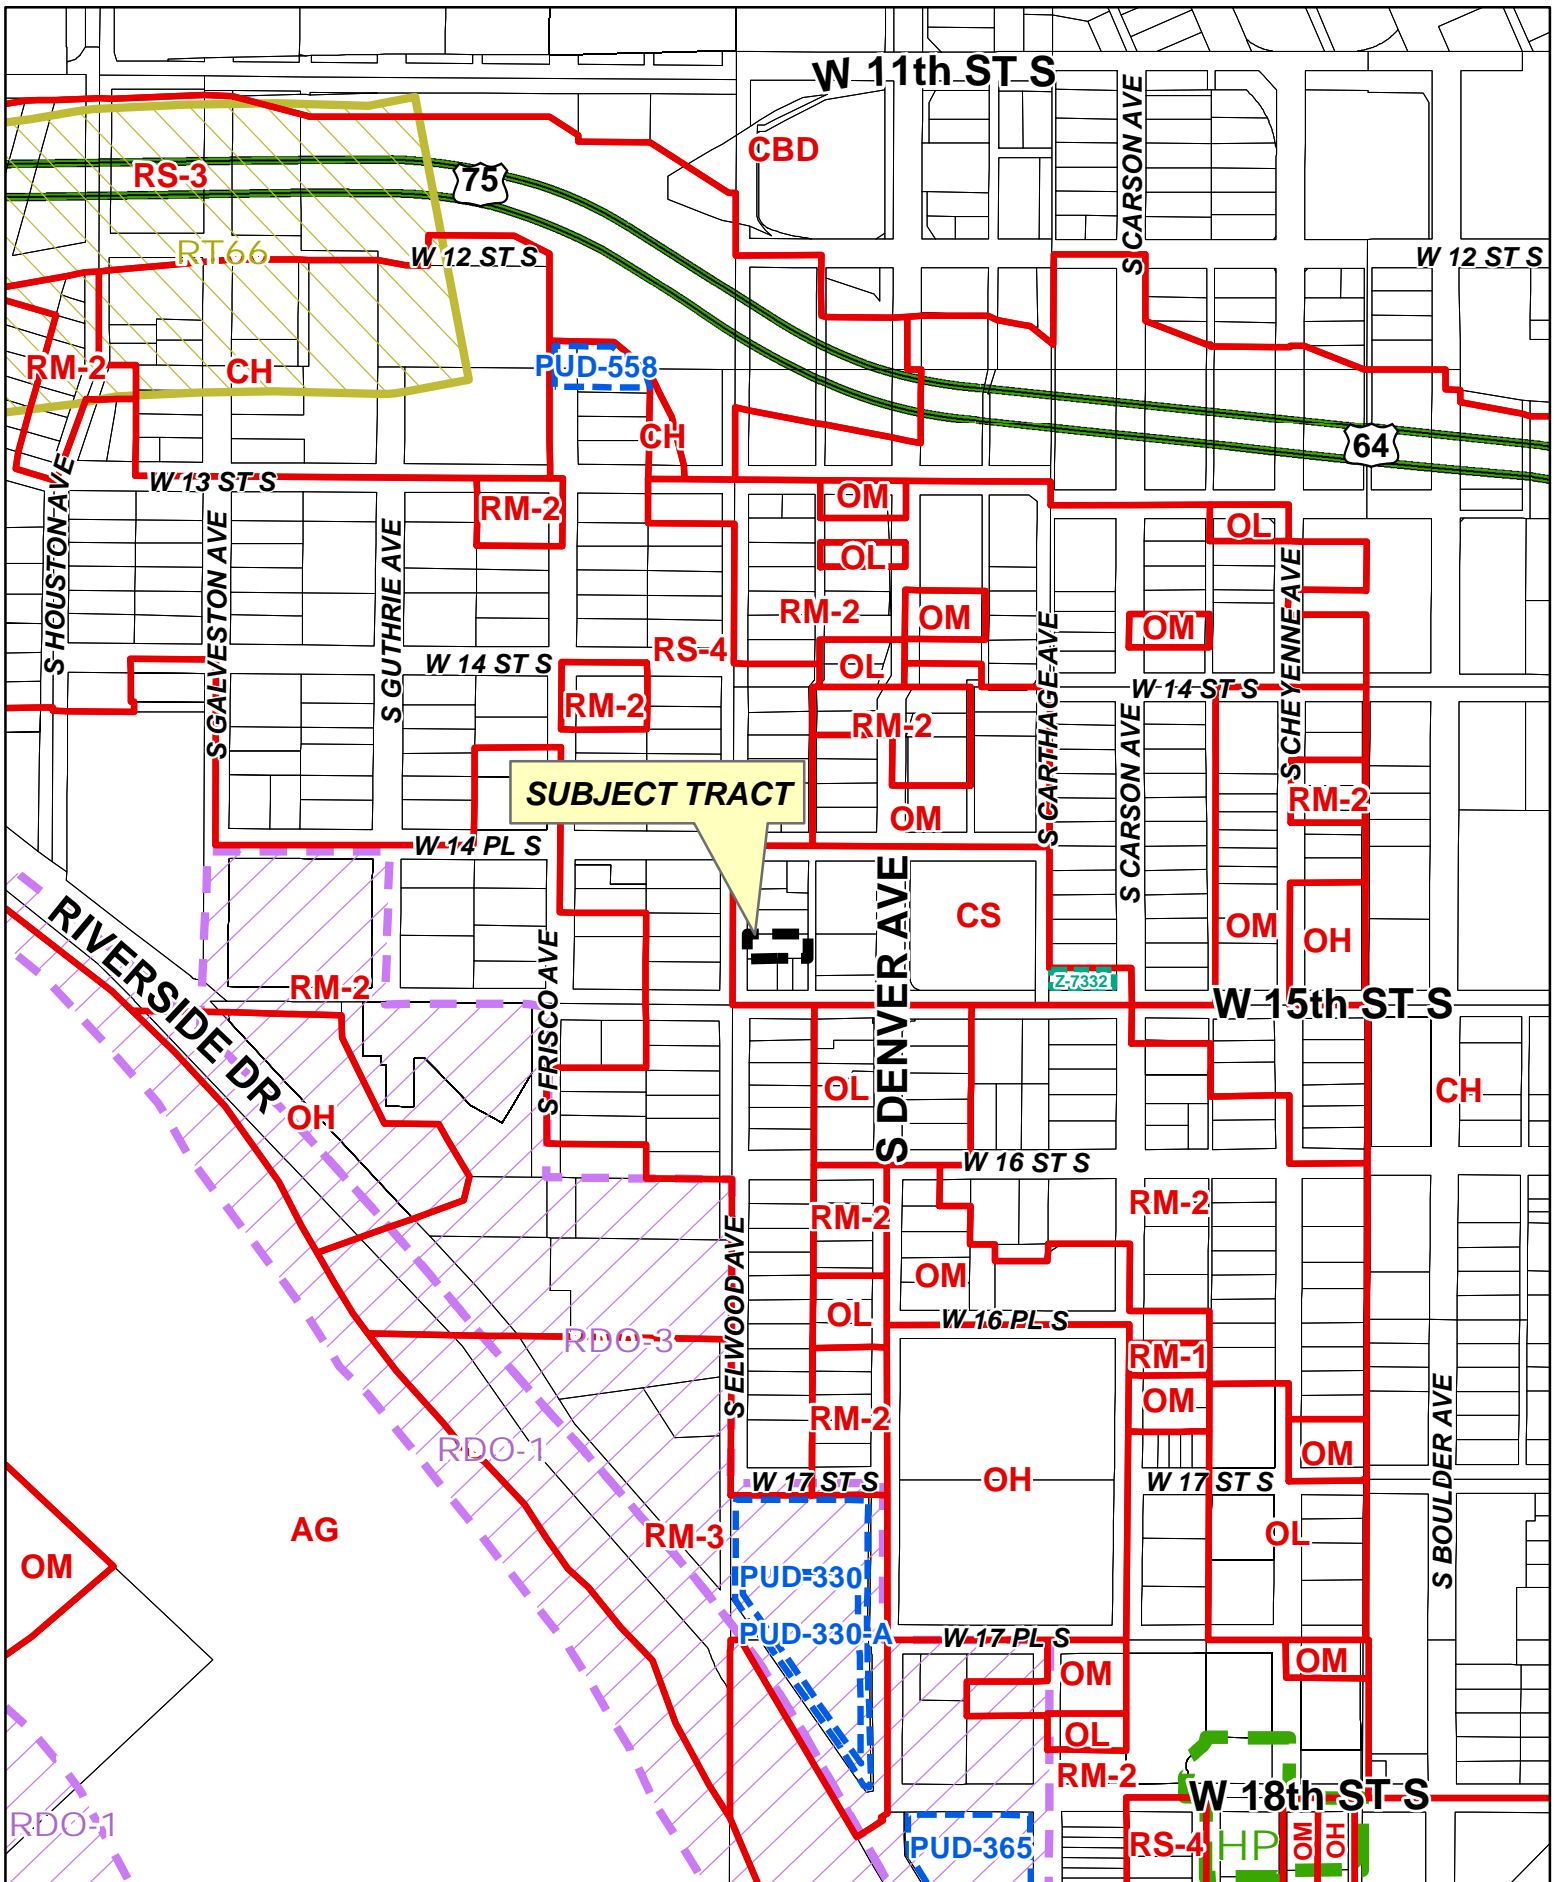 W 11th ST S
S CARSON AVE
CBD
RS-3
75
RT66
W 12 ST S
W 12 ST S
RM-2
CH
PUD-558
CH
64
W 13 ST S
RM-2
OM
OL
OL
S HOUSTON AVE
S GALVESTON AVE
S GUTHRIE AVE
RM-2
OM
OM
S CHEYENNE AVE
S CARTHAGE AVE
RS-4
W 14 ST S
OL
W 14 ST S
RM-2
RM-2
S CARSON AVE
SUBJECT TRACT
RM-2
OM
W 14 PL S
S DENVER AVE
CS
OM
OH
RIVERSIDE DR
S FRISCO AVE
RM-2
Z-7332
W 15th ST S
OL
CH
OH
W 16 ST S
RM-2
RM-2
S ELWOOD AVE
OM
OL
W 16 PL S
RDO-3
RM-1
OM
S BOULDER AVE
RM-2
RDO-1
OM
W 17 ST S
OH
W 17 ST S
AG
RM-3
OL
OM
PUD-330
PUD-330-A
W 17 PL S
OM
OM
OL
RM-2
W 18th ST S
RDO-1
PUD-365
RS-4
HP
OM
OH